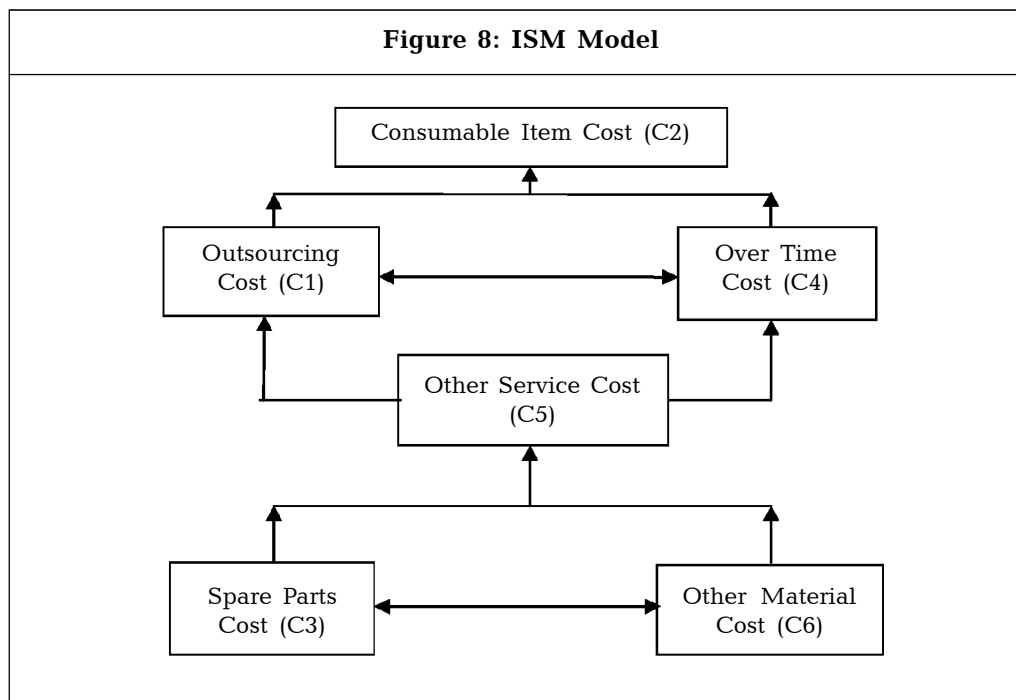 Figure 8: ISM Model
Consumable Item Cost (C2)
Outsourcing
Cost (C1)
Over Time
Cost (C4)
Other Service Cost
(C5)
Spare Parts
Cost (C3)
Other Material
Cost (C6)